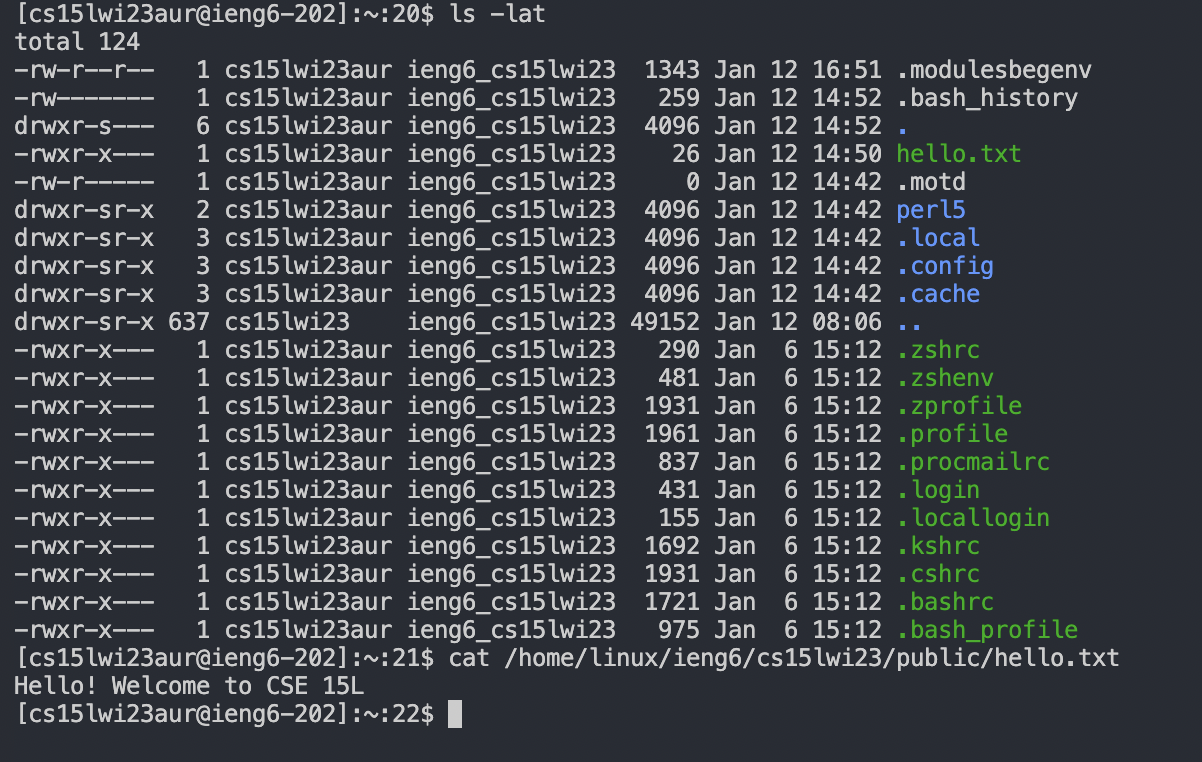 [cs15lwi23aur@ieng6-202]:~:20$ ls -lat
total 124
-rw-r--r--   1 cs15lwi23aur ieng6_cs15lwi23  1343 Jan 12 16:51 .modulesbegenv
-rw-------   1 cs15lwi23aur ieng6_cs15lwi23   259 Jan 12 14:52 .bash_history
drwxr-s---   6 cs15lwi23aur ieng6_cs15lwi23  4096 Jan 12 14:52 .
-rwxr-x---   1 cs15lwi23aur ieng6_cs15lwi23    26 Jan 12 14:50 hello.txt
-rw-r-----   1 cs15lwi23aur ieng6_cs15lwi23     0 Jan 12 14:42 .motd
drwxr-sr-x   2 cs15lwi23aur ieng6_cs15lwi23  4096 Jan 12 14:42 perl5
drwxr-sr-x   3 cs15lwi23aur ieng6_cs15lwi23  4096 Jan 12 14:42 .local
drwxr-sr-x   3 cs15lwi23aur ieng6_cs15lwi23  4096 Jan 12 14:42 .config
drwxr-sr-x   3 cs15lwi23aur ieng6_cs15lwi23  4096 Jan 12 14:42 .cache
drwxr-sr-x 637 cs15lwi23    ieng6_cs15lwi23 49152 Jan 12 08:06 ..
-rwxr-x---   1 cs15lwi23aur ieng6_cs15lwi23   290 Jan  6 15:12 .zshrc
-rwxr-x---   1 cs15lwi23aur ieng6_cs15lwi23   481 Jan  6 15:12 .zshenv
-rwxr-x---   1 cs15lwi23aur ieng6_cs15lwi23  1931 Jan  6 15:12 .zprofile
-rwxr-x---   1 cs15lwi23aur ieng6_cs15lwi23  1961 Jan  6 15:12 .profile
-rwxr-x---   1 cs15lwi23aur ieng6_cs15lwi23   837 Jan  6 15:12 .procmailrc
-rwxr-x---   1 cs15lwi23aur ieng6_cs15lwi23   431 Jan  6 15:12 .login
-rwxr-x---   1 cs15lwi23aur ieng6_cs15lwi23   155 Jan  6 15:12 .locallogin
-rwxr-x---   1 cs15lwi23aur ieng6_cs15lwi23  1692 Jan  6 15:12 .kshrc
-rwxr-x---   1 cs15lwi23aur ieng6_cs15lwi23  1931 Jan  6 15:12 .cshrc
-rwxr-x---   1 cs15lwi23aur ieng6_cs15lwi23  1721 Jan  6 15:12 .bashrc
-rwxr-x---   1 cs15lwi23aur ieng6_cs15lwi23   975 Jan  6 15:12 .bash_profile
[cs15lwi23aur@ieng6-202]:~:21$ cat /home/linux/ieng6/cs15lwi23/public/hello.txt
Hello! Welcome to CSE 15L
[cs15lwi23aur@ieng6-202]:~:22$